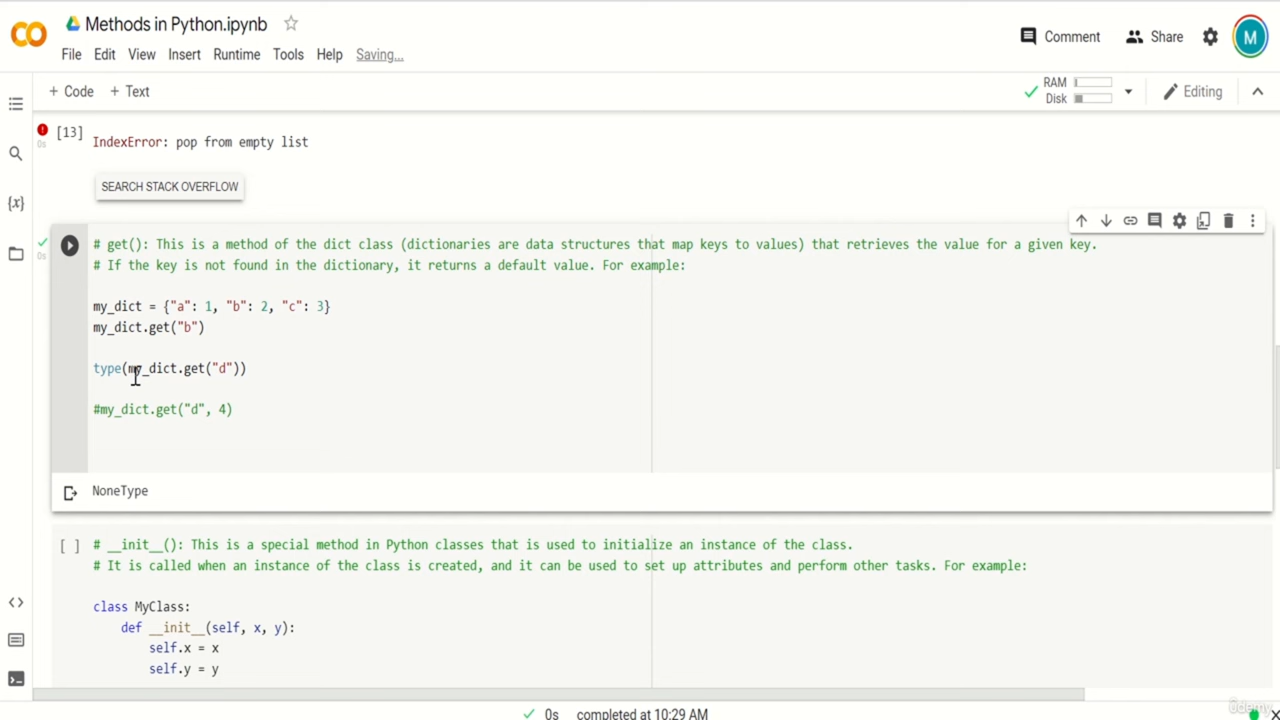 Methods in Python.ipynb
File Edit View Insert Runtime Tools Help Saving...
Comment Share M
+ Code + Text
RAM
Disk
Editing
[13]
0s
IndexError: pop from empty list
SEARCH STACK OVERFLOW
{x}
0s
# get(): This is a method of the dict class (dictionaries are data structures that map keys to values) that retrieves the value for a given key.
# If the key is not found in the dictionary, it returns a default value. For example:
my_dict = {"a": 1, "b": 2, "c": 3}
my_dict.get("b")
type(my_dict.get("d"))
#my_dict.get("d", 4)
NoneType
[ ]
# __init__(): This is a special method in Python classes that is used to initialize an instance of the class.
# It is called when an instance of the class is created, and it can be used to set up attributes and perform other tasks. For example:
class MyClass:
def __init__(self, x, y):
self.x = x
self.y = y
0s completed at 10:29 AM
ûdemy